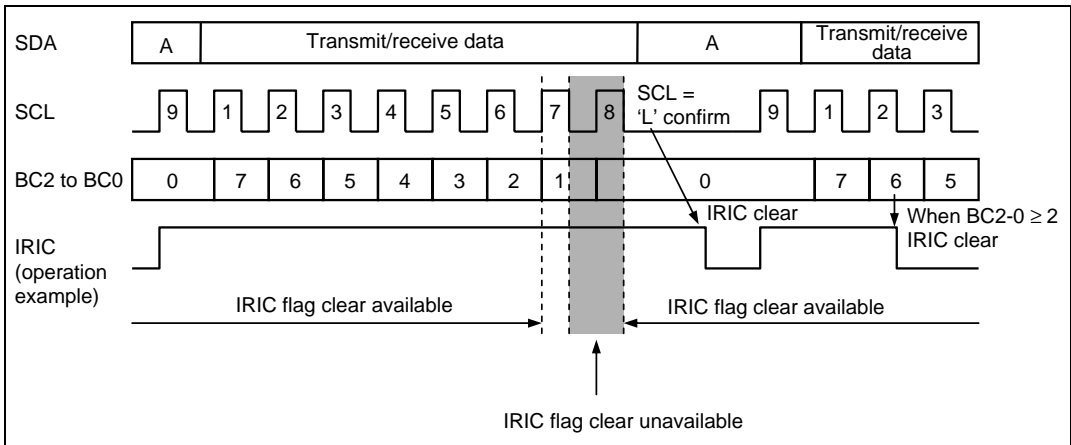 SDA A Transmit/receive data A Transmit/receive
data
SCL 9 1 2 3 4 5 6 7 8 SCL =
'L' confirm 9 1 2 3
BC2 to BC0 0 7 6 5 4 3 2 1 0 7 6 5
IRIC clear When BC2-0 ≥ 2
IRIC clear
IRIC
(operation
example)
IRIC flag clear available IRIC flag clear available
IRIC flag clear unavailable